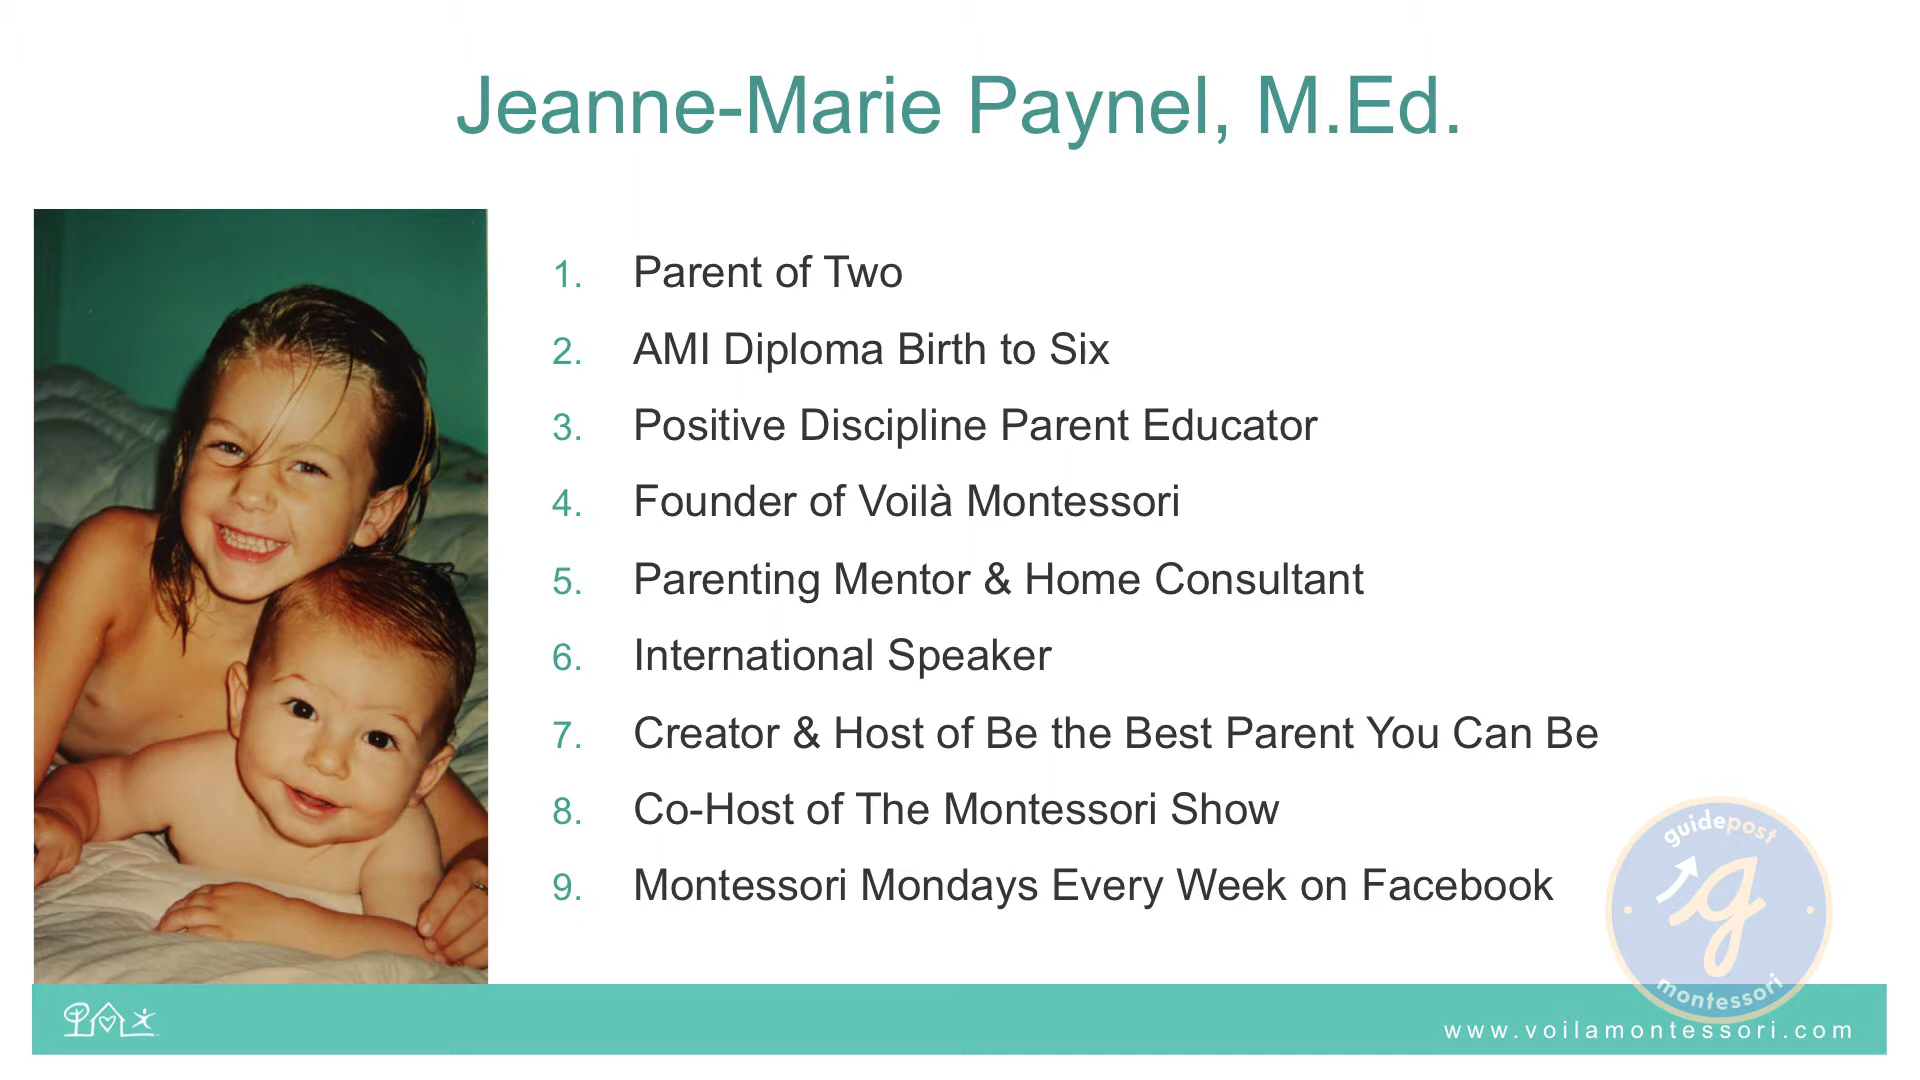 Jeanne-Marie Paynel, M.Ed.
1. Parent of Two
2. AMI Diploma Birth to Six
3. Positive Discipline Parent Educator
4. Founder of Voilà Montessori
5. Parenting Mentor & Home Consultant
6. International Speaker
7. Creator & Host of Be the Best Parent You Can Be
8. Co-Host of The Montessori Show
9. Montessori Mondays Every Week on Facebook
guidepost
g
montessori
www.voilamontessori.com